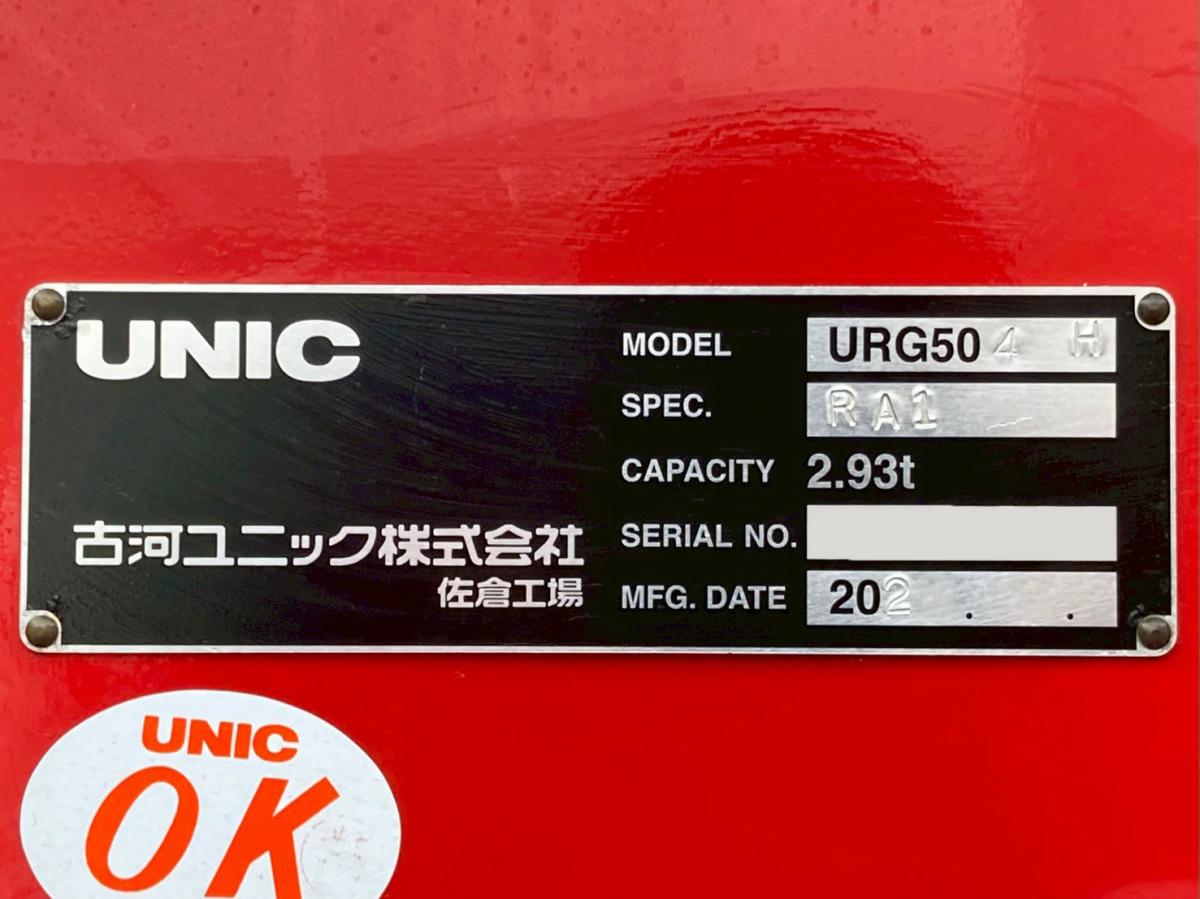 UNIC
古河ユニック株式会社
佐倉工場
MODEL URG504 H
SPEC. RA1
CAPACITY 2.93t
SERIAL NO.
MFG. DATE 202 . .
UNIC
OK